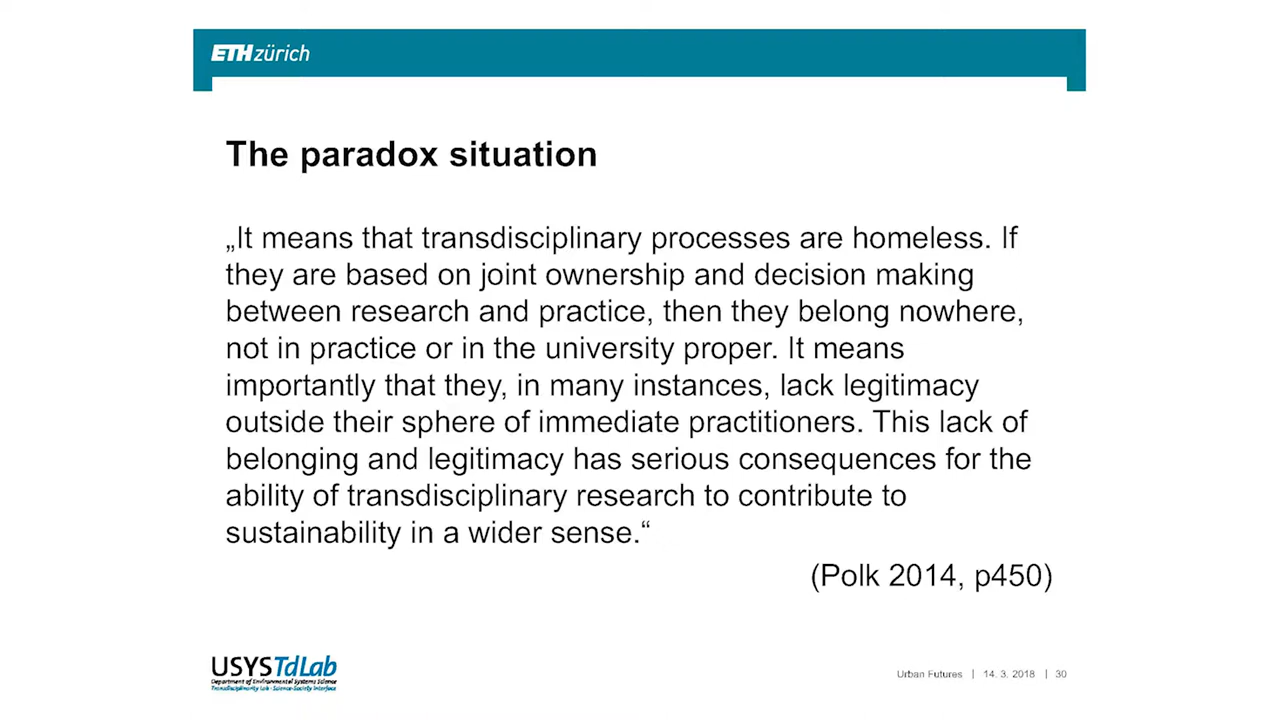 ETH zürich
The paradox situation
„It means that transdisciplinary processes are homeless. If
they are based on joint ownership and decision making
between research and practice, then they belong nowhere,
not in practice or in the university proper. It means
importantly that they, in many instances, lack legitimacy
outside their sphere of immediate practitioners. This lack of
belonging and legitimacy has serious consequences for the
ability of transdisciplinary research to contribute to
sustainability in a wider sense.“
(Polk 2014, p450)
USYS TdLab
Department of Environmental Systems Science
Transdisciplinarity Lab · Science-Society Interface
Urban Futures | 14. 3. 2018 | 30